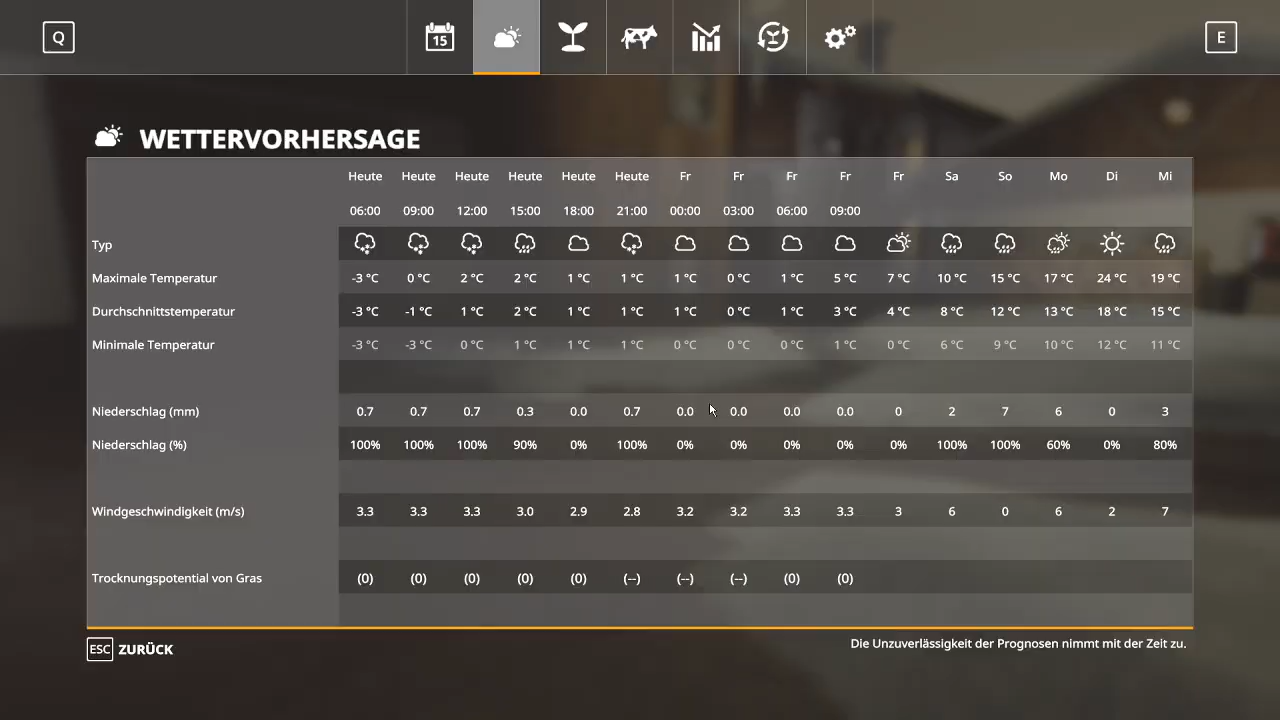 Q
15
E
WETTERVORHERSAGE
Heute Heute Heute Heute Heute Heute Fr Fr Fr Fr Fr Sa So Mo Di Mi
06:00 09:00 12:00 15:00 18:00 21:00 00:00 03:00 06:00 09:00
Typ
Maximale Temperatur -3 °C 0 °C 2 °C 2 °C 1 °C 1 °C 1 °C 0 °C 1 °C 5 °C 7 °C 10 °C 15 °C 17 °C 24 °C 19 °C
Durchschnittstemperatur -3 °C -1 °C 1 °C 2 °C 1 °C 1 °C 1 °C 0 °C 1 °C 3 °C 4 °C 8 °C 12 °C 13 °C 18 °C 15 °C
Minimale Temperatur -3 °C -3 °C 0 °C 1 °C 1 °C 1 °C 0 °C 0 °C 0 °C 1 °C 0 °C 6 °C 9 °C 10 °C 12 °C 11 °C
Niederschlag (mm) 0.7 0.7 0.7 0.3 0.0 0.7 0.0 0.0 0.0 0.0 0 2 7 6 0 3
Niederschlag (%) 100% 100% 100% 90% 0% 100% 0% 0% 0% 0% 0% 100% 100% 60% 0% 80%
Windgeschwindigkeit (m/s) 3.3 3.3 3.3 3.0 2.9 2.8 3.2 3.2 3.3 3.3 3 6 0 6 2 7
Trocknungspotential von Gras (0) (0) (0) (0) (0) (--) (--) (--) (0) (0)
ESC ZURÜCK
Die Unzuverlässigkeit der Prognosen nimmt mit der Zeit zu.